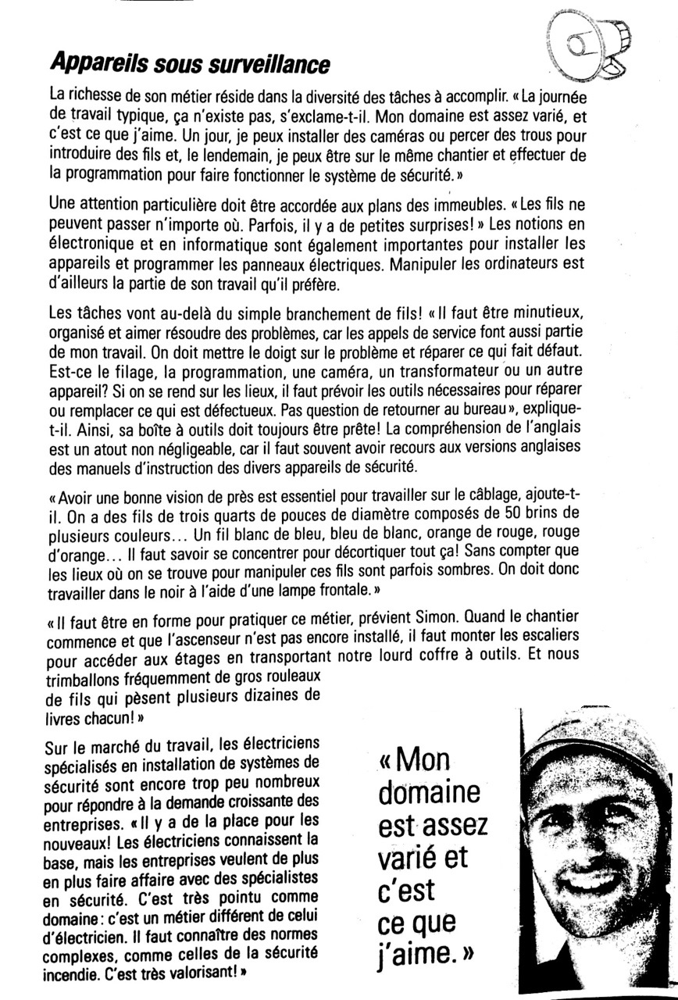 Appareils sous surveillance
La richesse de son métier réside dans la diversité des tâches à accomplir. « La journée
de travail typique, ça n'existe pas, s'exclame-t-il. Mon domaine est assez varié, et
c'est ce que j'aime. Un jour, je peux installer des caméras ou percer des trous pour
introduire des fils et, le lendemain, je peux être sur le même chantier et effectuer de
la programmation pour faire fonctionner le système de sécurité. »
Une attention particulière doit être accordée aux plans des immeubles. « Les fils ne
peuvent passer n'importe où. Parfois, il y a de petites surprises! » Les notions en
électronique et en informatique sont également importantes pour installer les
appareils et programmer les panneaux électriques. Manipuler les ordinateurs est
d'ailleurs la partie de son travail qu'il préfère.
Les tâches vont au-delà du simple branchement de fils! « Il faut être minutieux,
organisé et aimer résoudre des problèmes, car les appels de service font aussi partie
de mon travail. On doit mettre le doigt sur le problème et réparer ce qui fait défaut.
Est-ce le filage, la programmation, une caméra, un transformateur ou un autre
appareil? Si on se rend sur les lieux, il faut prévoir les outils nécessaires pour réparer
ou remplacer ce qui est défectueux. Pas question de retourner au bureau », explique-
t-il. Ainsi, sa boîte à outils doit toujours être prête! La compréhension de l'anglais
est un atout non négligeable, car il faut souvent avoir recours aux versions anglaises
des manuels d'instruction des divers appareils de sécurité.
« Avoir une bonne vision de près est essentiel pour travailler sur le câblage, ajoute-t-
il. On a des fils de trois quarts de pouces de diamètre composés de 50 brins de
plusieurs couleurs... Un fil blanc de bleu, bleu de blanc, orange de rouge, rouge
d'orange... Il faut savoir se concentrer pour décortiquer tout ça! Sans compter que
les lieux où on se trouve pour manipuler ces fils sont parfois sombres. On doit donc
travailler dans le noir à l'aide d'une lampe frontale. »
« Il faut être en forme pour pratiquer ce métier, prévient Simon. Quand le chantier
commence et que l'ascenseur n'est pas encore installé, il faut monter les escaliers
pour accéder aux étages en transportant notre lourd coffre à outils. Et nous
trimballons fréquemment de gros rouleaux
de fils qui pèsent plusieurs dizaines de
livres chacun! »
Sur le marché du travail, les électriciens
spécialisés en installation de systèmes de
sécurité sont encore trop peu nombreux
pour répondre à la demande croissante des
entreprises. « Il y a de la place pour les
nouveaux! Les électriciens connaissent la
base, mais les entreprises veulent de plus
en plus faire affaire avec des spécialistes
en sécurité. C'est très pointu comme
domaine : c'est un métier différent de celui
d'électricien. Il faut connaître des normes
complexes, comme celles de la sécurité
incendie. C'est très valorisant! »
« Mon
domaine
est assez
varié et
c'est
ce que
j'aime. »